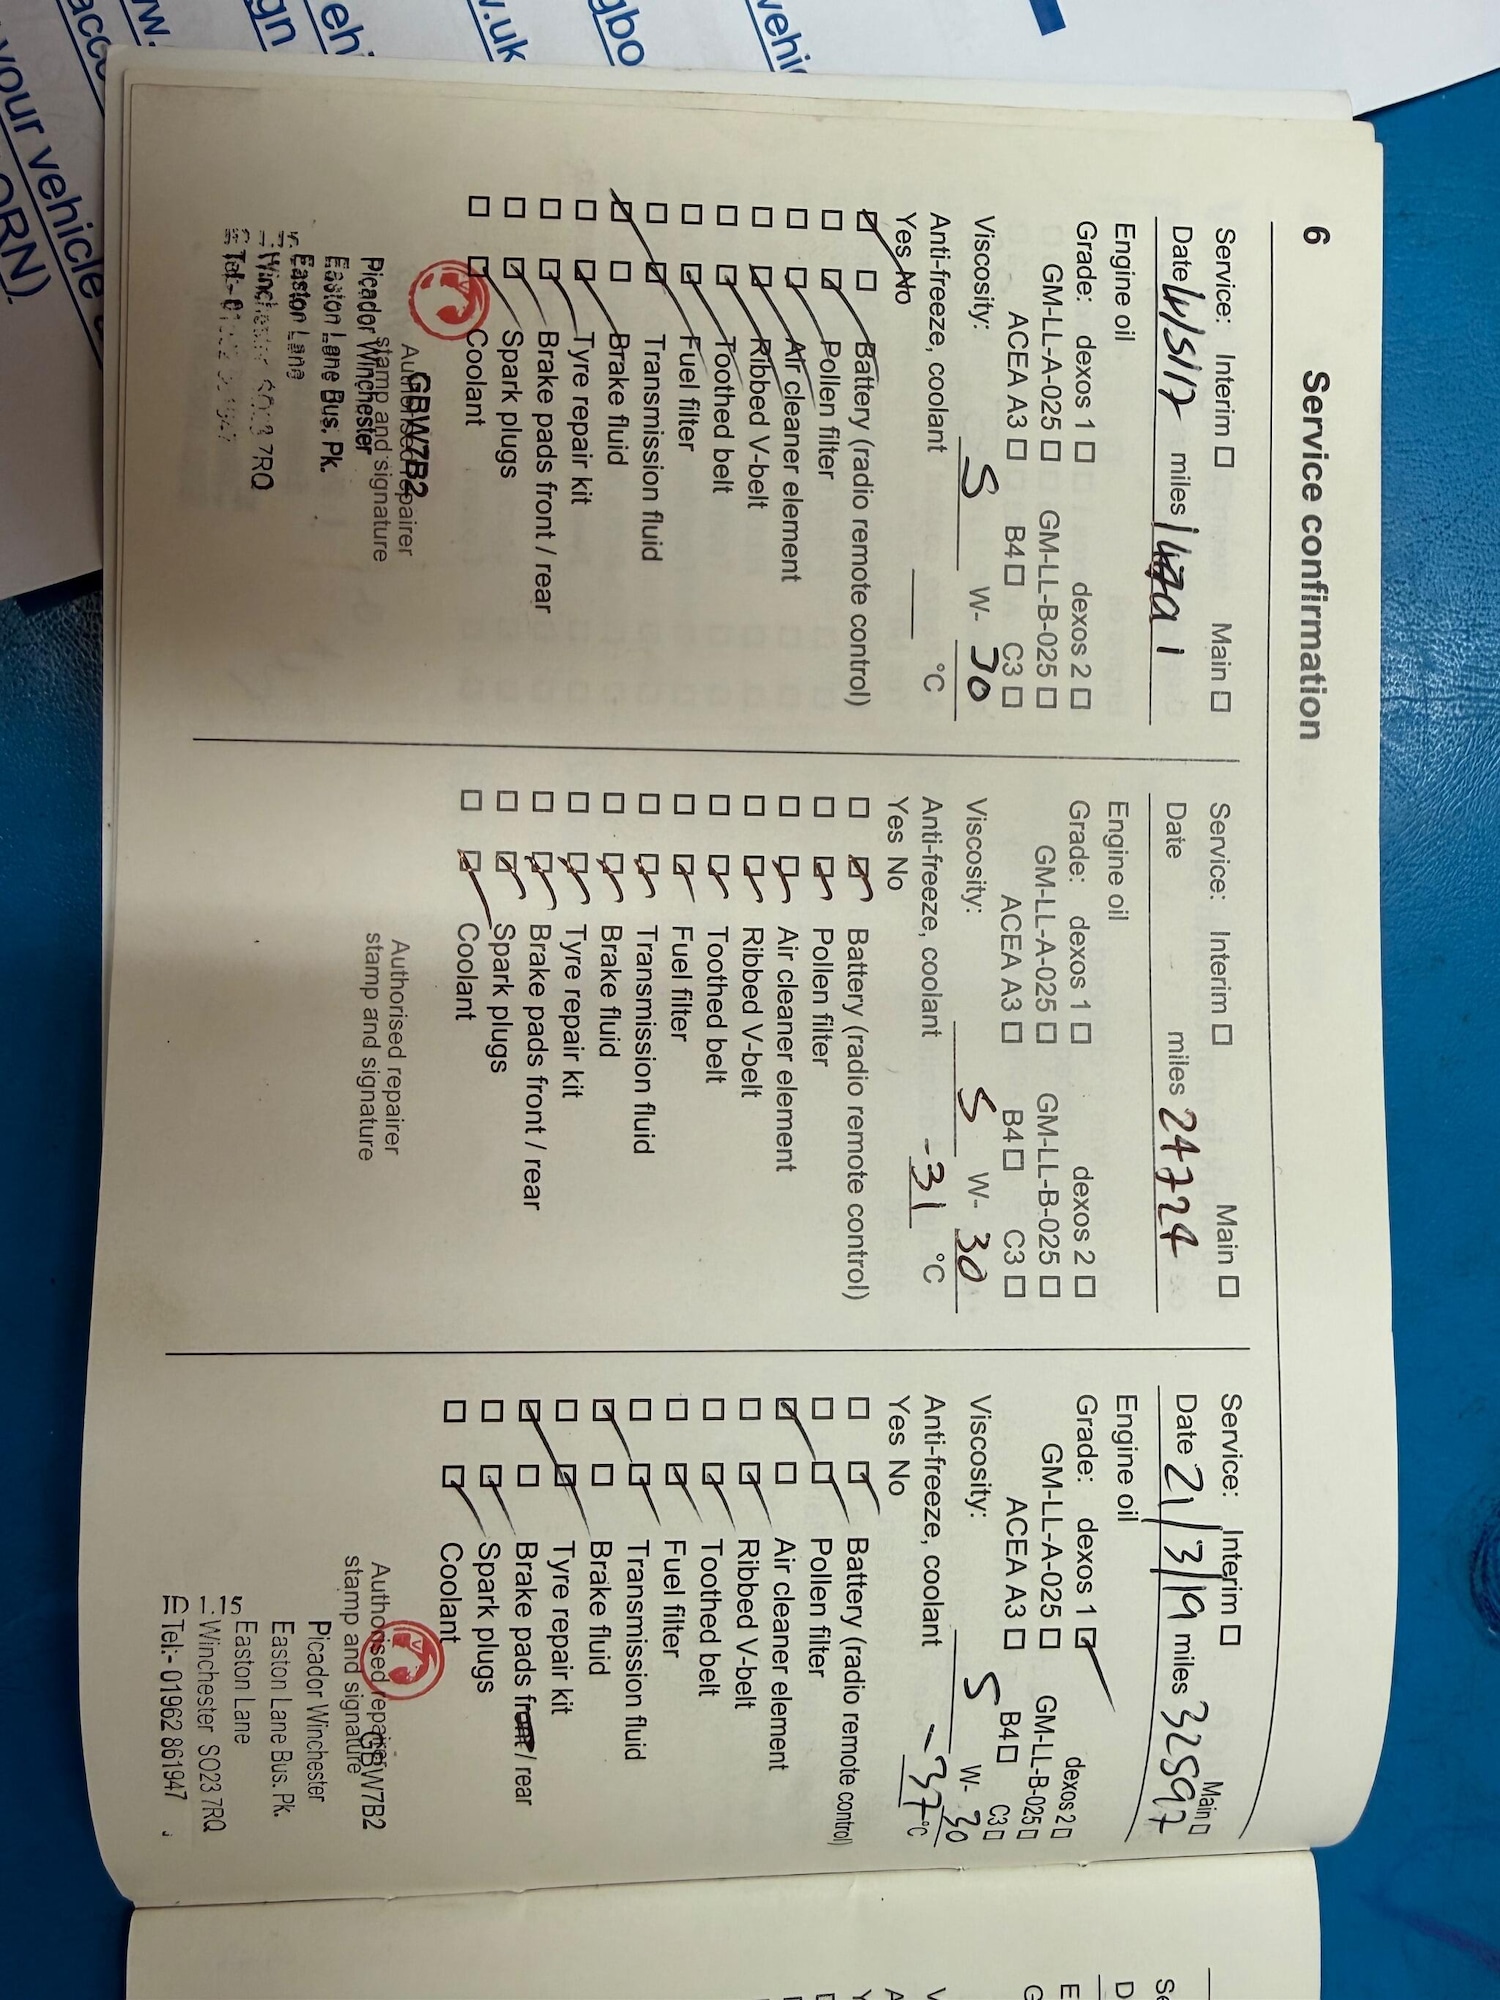 6 Service confirmation
Service: Interim ☐ Main ☐
Date 4/5/17 miles
Engine oil
Grade: dexos 1 ☐ dexos 2 ☐
GM-LL-A-025 ☐ GM-LL-B-025 ☐
ACEA A3 ☐ B4 ☐ C3 ☐
Viscosity: 5 W- 30
Anti-freeze, coolant °C
Yes No
☑ ☐ Battery (radio remote control)
☐ ☑ Pollen filter
☐ ☑ Air cleaner element
☐ ☑ Ribbed V-belt
☐ ☑ Toothed belt
☐ ☑ Fuel filter
☐ ☑ Transmission fluid
☑ ☐ Brake fluid
☐ ☑ Tyre repair kit
☐ ☑ Brake pads front / rear
☐ ☑ Spark plugs
☐ ☑ Coolant
Authorised repairer
stamp and signature
GBW7B2
Picador Winchester
Easton Lane Bus. Pk.
Easton Lane
7RQ
Tel:-
Service: Interim ☐ Main ☐
Date miles 24724
Engine oil
Grade: dexos 1 ☐ dexos 2 ☐
GM-LL-A-025 ☐ GM-LL-B-025 ☐
ACEA A3 ☐ B4 ☐ C3 ☐
Viscosity: 5 W- 30
Anti-freeze, coolant -31 °C
Yes No
☐ ☑ Battery (radio remote control)
☐ ☑ Pollen filter
☐ ☑ Air cleaner element
☐ ☑ Ribbed V-belt
☐ ☑ Toothed belt
☐ ☑ Fuel filter
☐ ☑ Transmission fluid
☐ ☑ Brake fluid
☐ ☑ Tyre repair kit
☐ ☑ Brake pads front / rear
☐ ☑ Spark plugs
☐ ☑ Coolant
Authorised repairer
stamp and signature
Service: Interim ☐ Main ☐
Date 21/3/19 miles 32597
Engine oil
Grade: dexos 1 ☑ dexos 2 ☐
GM-LL-A-025 ☐ GM-LL-B-025 ☐
ACEA A3 ☐ B4 ☐ C3 ☐
Viscosity: 5 W- 30
Anti-freeze, coolant -37 °C
Yes No
☐ ☑ Battery (radio remote control)
☐ ☑ Pollen filter
☑ ☐ Air cleaner element
☐ ☑ Ribbed V-belt
☐ ☑ Toothed belt
☐ ☑ Fuel filter
☐ ☑ Transmission fluid
☑ ☐ Brake fluid
☐ ☑ Tyre repair kit
☑ ☐ Brake pads front / rear
☐ ☑ Spark plugs
☐ ☑ Coolant
Authorised repairer
stamp and signature
GBW7B2
Picador Winchester
Easton Lane Bus. Pk.
Easton Lane
Winchester SO23 7RQ
Tel:- 01962 861947
your vehicle